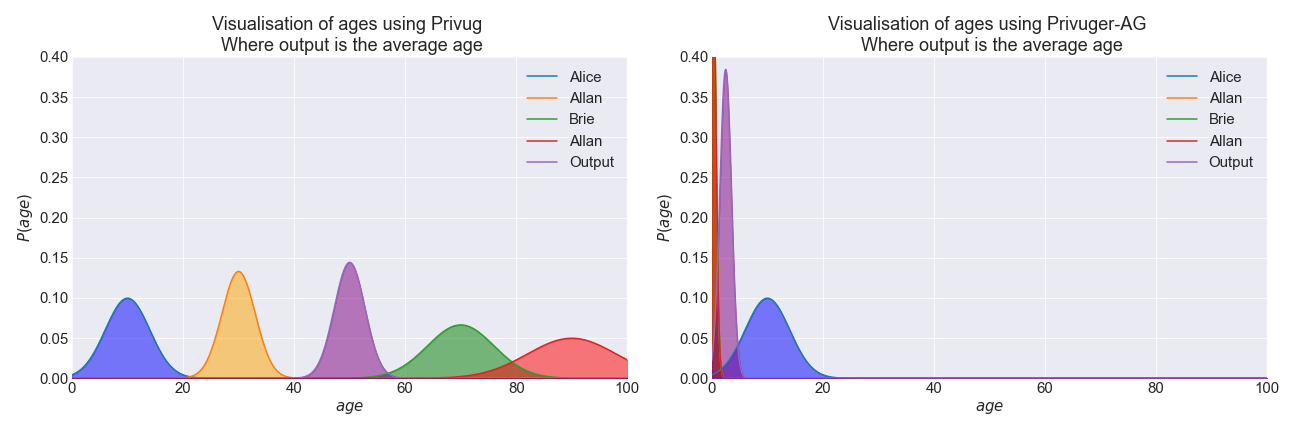 Visualisation of ages using Privug
Where output is the average age
0.40
0.35
0.30
0.25
0.20
0.15
0.10
0.05
0.00
P(age)
0
20
40
60
80
100
age
Alice
Allan
Brie
Allan
Output
Visualisation of ages using Privuger-AG
Where output is the average age
0.40
0.35
0.30
0.25
0.20
0.15
0.10
0.05
0.00
P(age)
0
20
40
60
80
100
age
Alice
Allan
Brie
Allan
Output